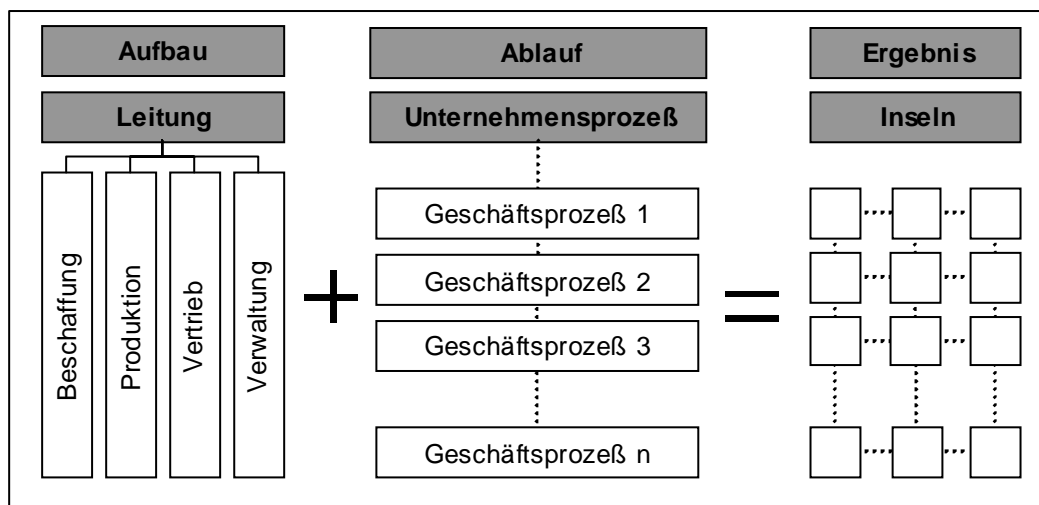 Aufbau
Leitung
Beschaffung
Produktion
Vertrieb
Verwaltung
+
Ablauf
Unternehmensprozeß
Geschäftsprozeß 1
Geschäftsprozeß 2
Geschäftsprozeß 3
Geschäftsprozeß n
=
Ergebnis
Inseln